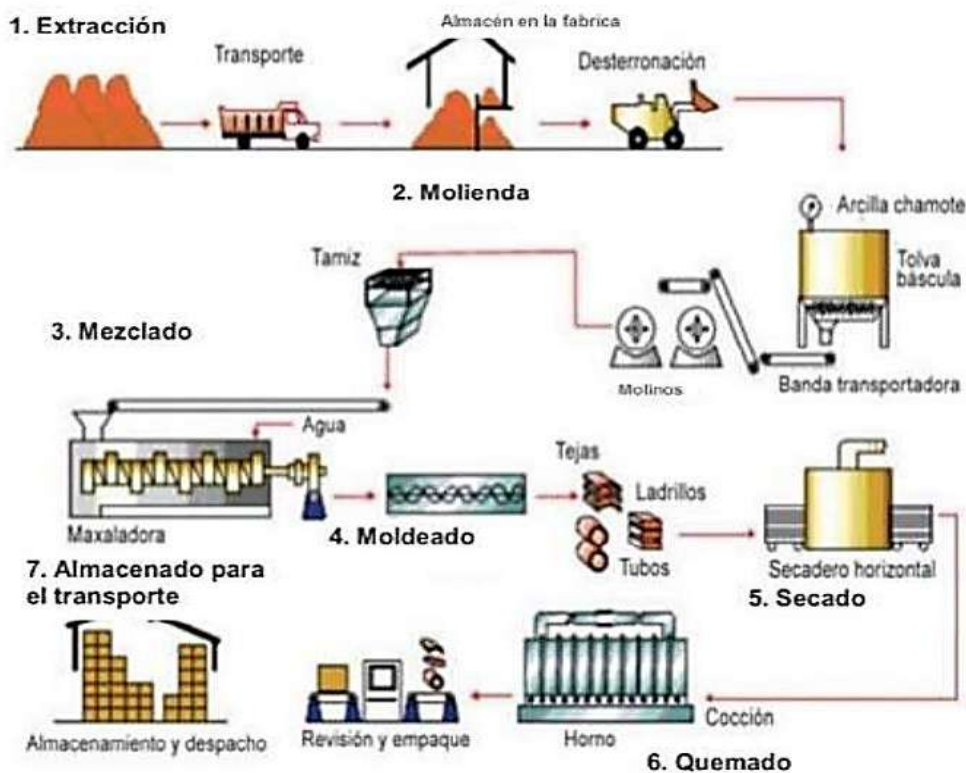 1. Extracción
Transporte
Almacén en la fabrica
Desterronación
2. Molienda
Arcilla chamote
Tolva
báscula
Tamiz
Molinos
Banda transportadora
3. Mezclado
Agua
Maxaladora
4. Moldeado
Tejas
Ladrillos
Tubos
Secadero horizontal
5. Secado
Cocción
Horno
6. Quemado
Revisión y empaque
7. Almacenado para
el transporte
Almacenamiento y despacho